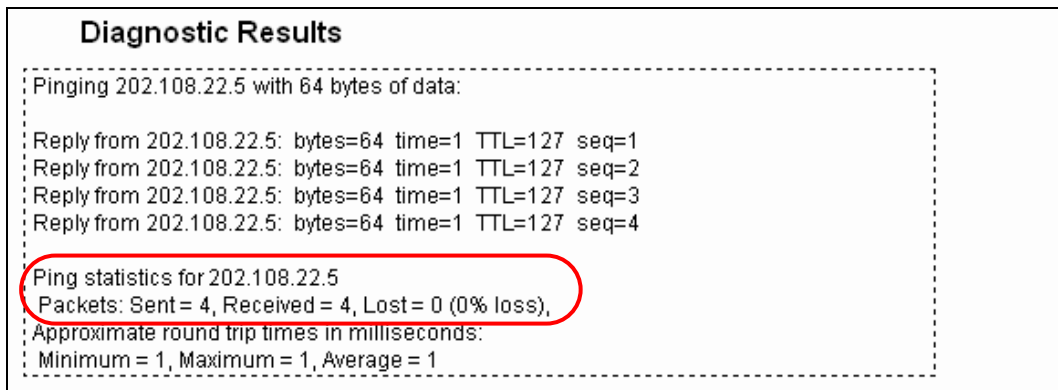 Diagnostic Results
Pinging 202.108.22.5 with 64 bytes of data:
Reply from 202.108.22.5: bytes=64 time=1 TTL=127 seq=1
Reply from 202.108.22.5: bytes=64 time=1 TTL=127 seq=2
Reply from 202.108.22.5: bytes=64 time=1 TTL=127 seq=3
Reply from 202.108.22.5: bytes=64 time=1 TTL=127 seq=4
Ping statistics for 202.108.22.5
Packets: Sent = 4, Received = 4, Lost = 0 (0% loss),
Approximate round trip times in milliseconds:
Minimum = 1, Maximum = 1, Average = 1